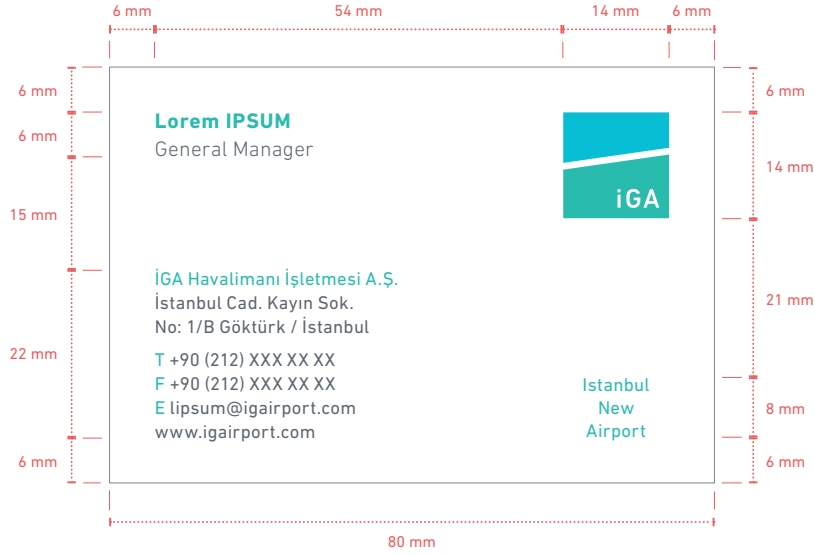 6 mm 54 mm 14 mm 6 mm
6 mm
6 mm
15 mm
22 mm
6 mm
Lorem IPSUM
General Manager
iGA
İGA Havalimanı İşletmesi A.Ş.
İstanbul Cad. Kayın Sok.
No: 1/B Göktürk / İstanbul
T +90 (212) XXX XX XX
F +90 (212) XXX XX XX
E lipsum@igairport.com
www.igairport.com
Istanbul
New
Airport
6 mm
14 mm
21 mm
8 mm
6 mm
80 mm